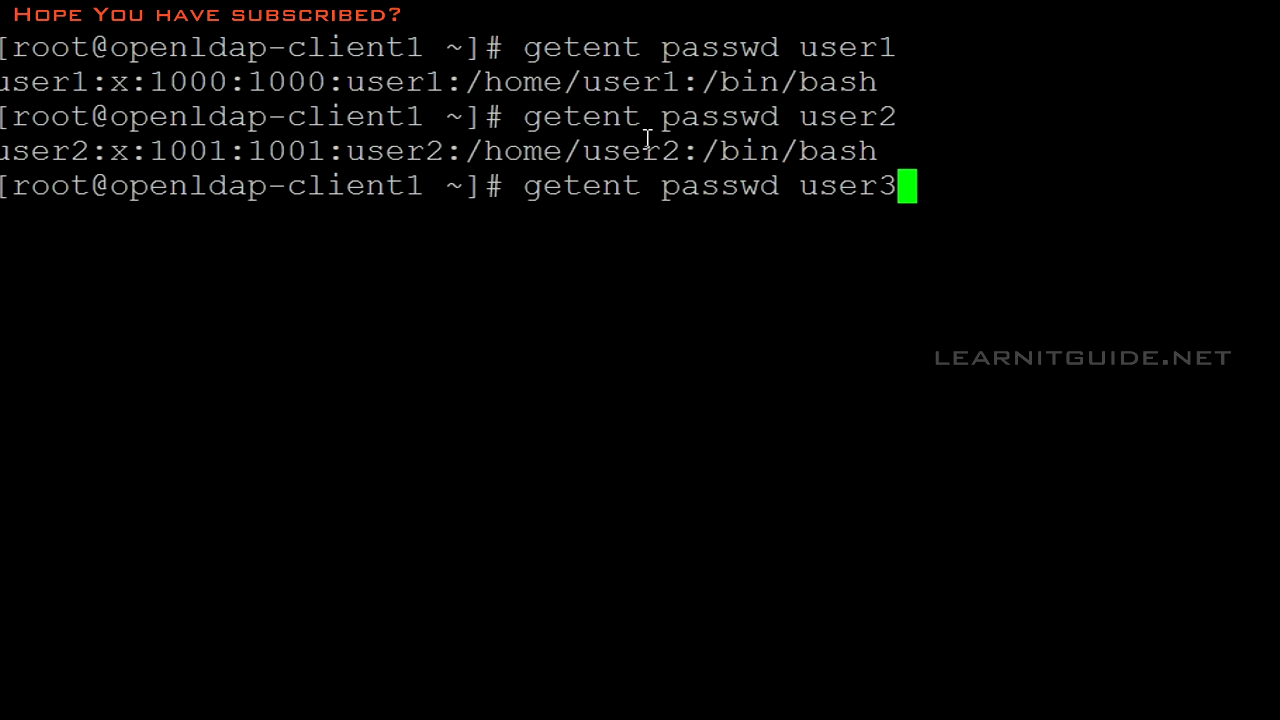 Hope You have subscribed?
[root@openldap-client1 ~]# getent passwd user1
user1:x:1000:1000:user1:/home/user1:/bin/bash
[root@openldap-client1 ~]# getent passwd user2
user2:x:1001:1001:user2:/home/user2:/bin/bash
[root@openldap-client1 ~]# getent passwd user3
LEARNITGUIDE.NET